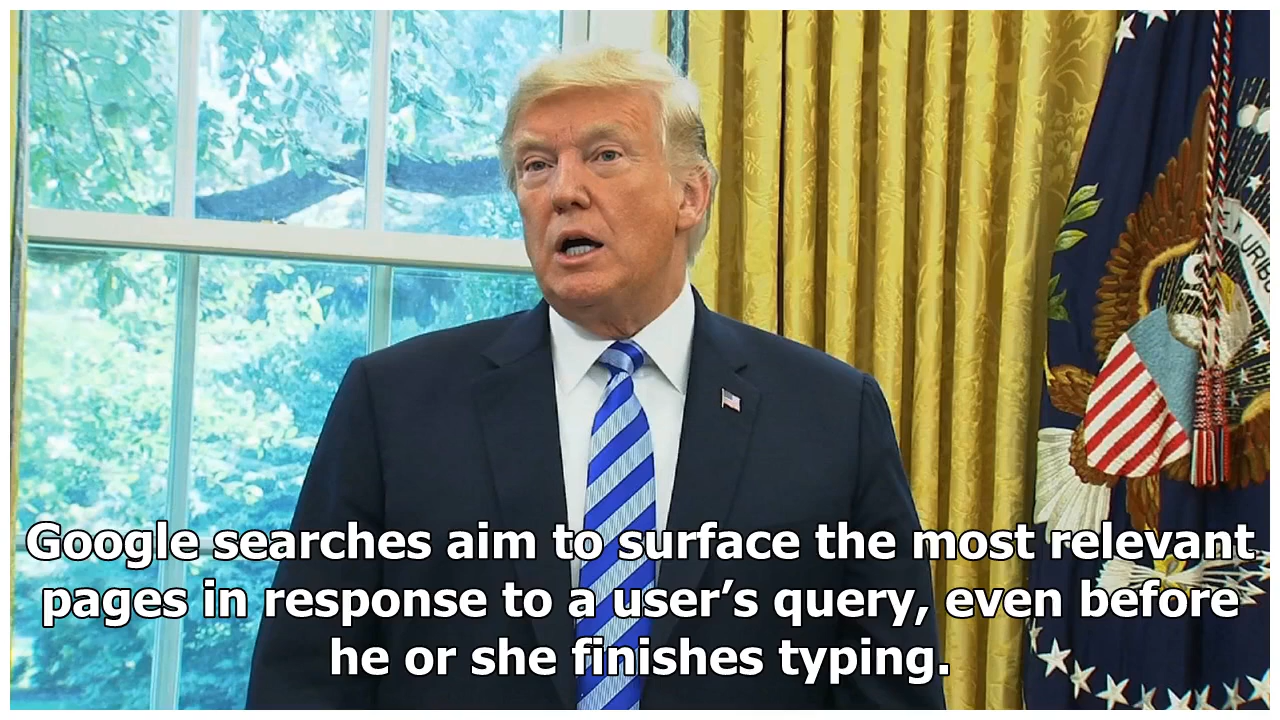 Google searches aim to surface the most relevant
pages in response to a user’s query, even before
he or she finishes typing.